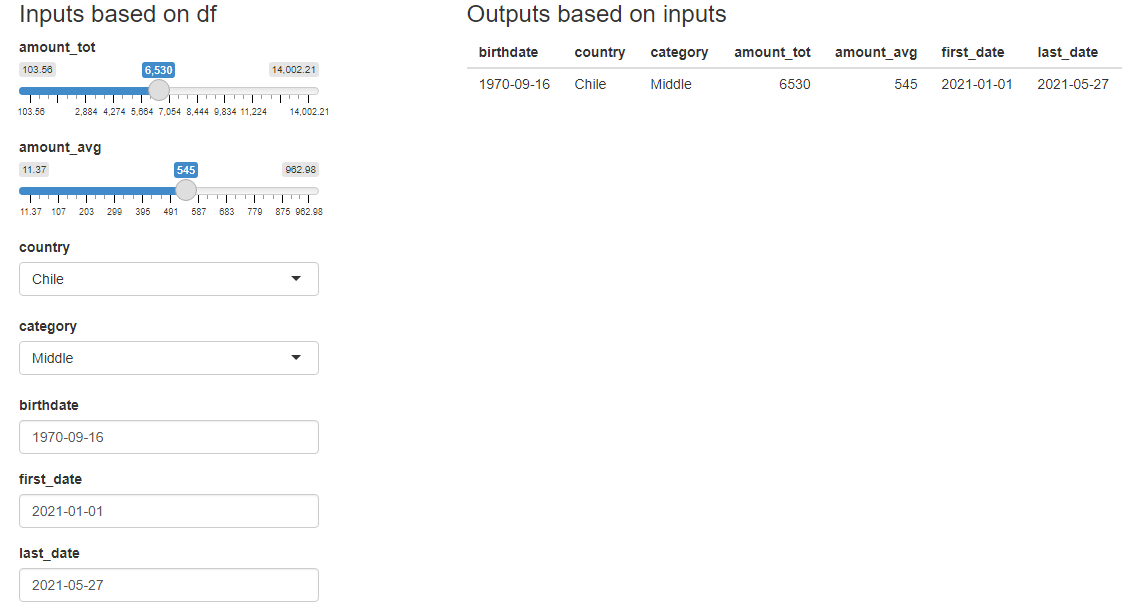 Inputs based on df
amount_tot
103.56 6,530 14,002.21
103.56 2,884 4,274 5,664 7,054 8,444 9,834 11,224 14,002.21
amount_avg
11.37 545 962.98
11.37 107 203 299 395 491 587 683 779 875 962.98
country
Chile
category
Middle
birthdate
1970-09-16
first_date
2021-01-01
last_date
2021-05-27
Outputs based on inputs
birthdate country category amount_tot amount_avg first_date last_date
1970-09-16 Chile Middle 6530 545 2021-01-01 2021-05-27